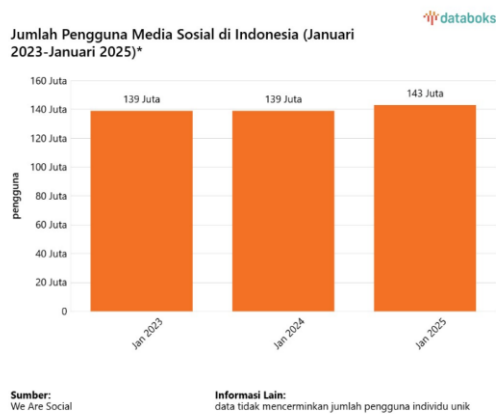 databoks
Jumlah Pengguna Media Sosial di Indonesia (Januari
2023-Januari 2025)*
160 Juta
140 Juta
120 Juta
100 Juta
80 Juta
60 Juta
40 Juta
20 Juta
0
pengguna
139 Juta
139 Juta
143 Juta
Jan 2023
Jan 2024
Jan 2025
Sumber:
We Are Social
Informasi Lain:
data tidak mencerminkan jumlah pengguna individu unik